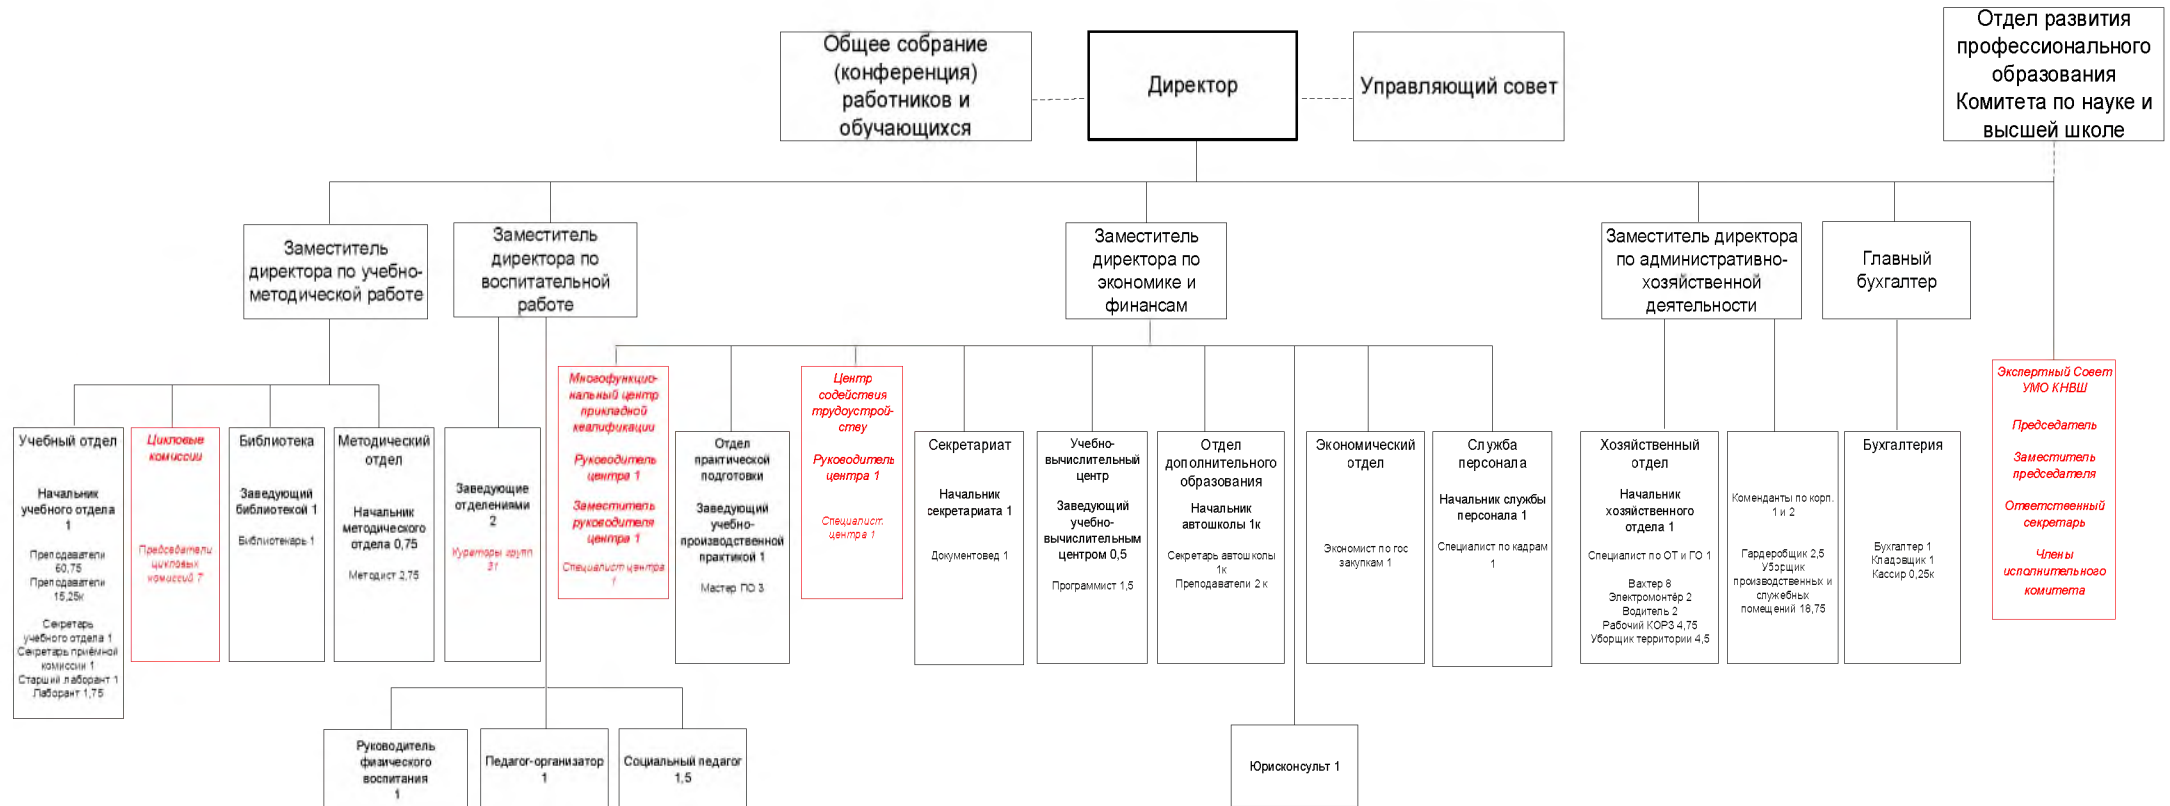 Общее собрание
(конференция)
работников и
обучающихся
Директор
Управляющий совет
Отдел развития
профессионального
образования
Комитета по науке и
высшей школе
Заместитель
директора по учебно-
методической работе
Заместитель
директора по
воспитательной
работе
Заместитель
директора по
экономике и
финансам
Заместитель директора
по административно-
хозяйственной
деятельности
Главный
бухгалтер
Учебный отдел
Начальник
учебного отдела
1
Преподаватели
60,75
Преподаватели
15,25к
Секретарь
учебного отдела 1
Секретарь приёмной
комиссии 1
Старший лаборант 1
Лаборант 1,75
Цикловые
комиссии
Председатели
цикловых
комиссий 7
Библиотека
Заведующий
библиотекой 1
Библиотекарь 1
Методический
отдел
Начальник
методического
отдела 0,75
Методист 2,75
Заведующие
отделениями
2
Кураторы групп
31
Многофункцио-
нальный центр
прикладной
квалификации
Руководитель
центра 1
Заместитель
руководителя
центра 1
Специалист центра
1
Отдел
практической
подготовки
Заведующий
учебно-
производственной
практикой 1
Мастер ПО 3
Центр
содействия
трудоустрой-
ству
Руководитель
центра 1
Специалист
центра 1
Секретариат
Начальник
секретариата 1
Документовед 1
Учебно-
вычислительный
центр
Заведующий
учебно-
вычислительным
центром 0,5
Программист 1,5
Отдел
дополнительного
образования
Начальник
автошколы 1к
Секретарь автошколы
1к
Преподаватели 2 к
Экономический
отдел
Экономист по гос
закупкам 1
Служба
персонала
Начальник службы
персонала 1
Специалист по кадрам
1
Хозяйственный
отдел
Начальник
хозяйственного
отдела 1
Специалист по ОТ и ГО 1
Вахтер 8
Электромонтёр 2
Водитель 2
Рабочий КОРЗ 4,75
Уборщик территории 4,5
Коменданты по корп.
1 и 2
Гардеробщик 2,5
Уборщик
производственных и
служебных
помещений 18,75
Бухгалтерия
Бухгалтер 1
Кладовщик 1
Кассир 0,25к
Экспертный Совет
УМО КНВШ
Председатель
Заместитель
председателя
Ответственный
секретарь
Члены
исполнительного
комитета
Руководитель
физического
воспитания
1
Педагог-организатор
1
Социальный педагог
1,5
Юрисконсульт 1